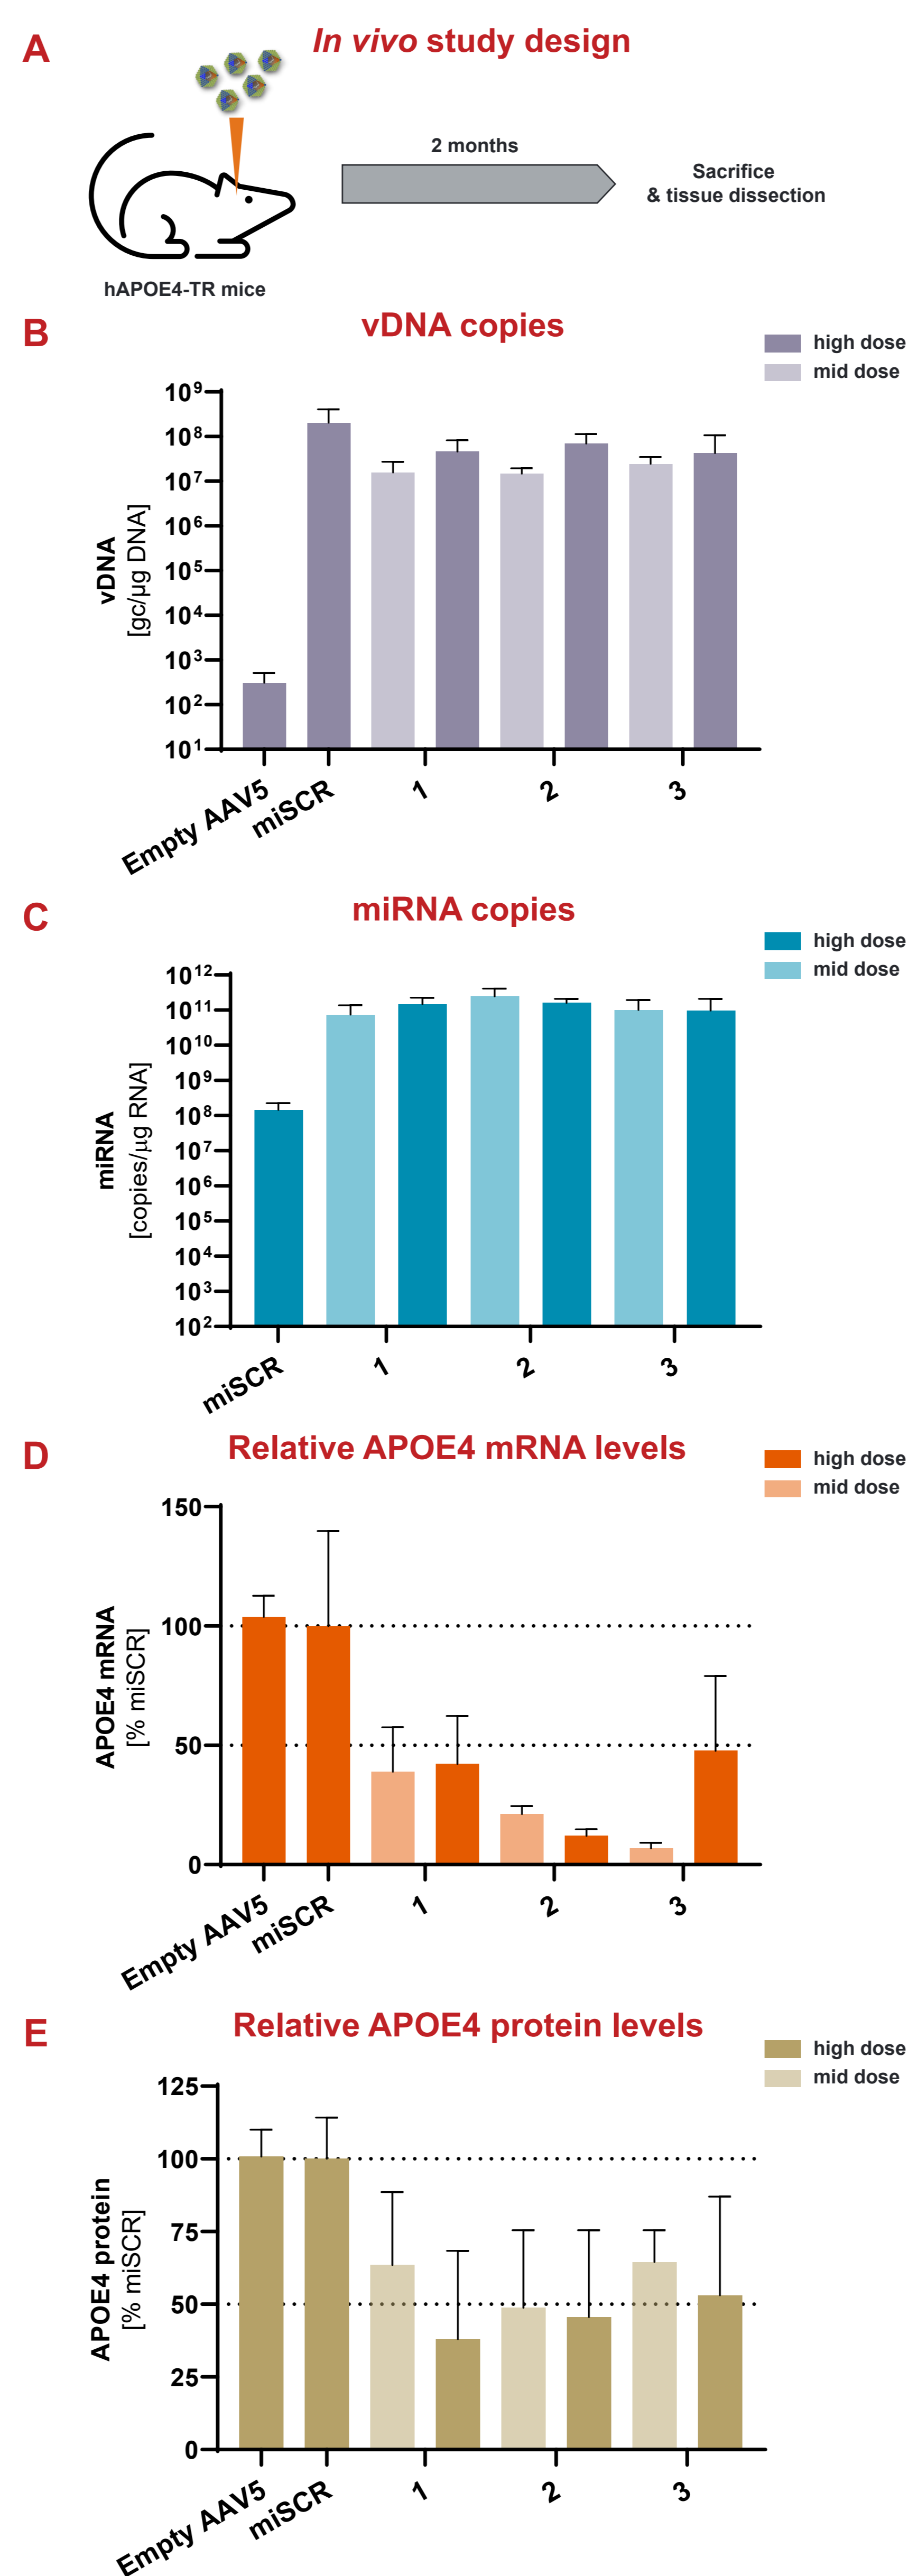 A
In vivo study design
2 months
Sacrifice
& tissue dissection
hAPOE4-TR mice
B
vDNA copies
high dose
mid dose
vDNA
[gc/µg DNA]
10⁹
10⁸
10⁷
10⁶
10⁵
10⁴
10³
10²
10¹
Empty AAV5
miSCR
1
2
3
C
miRNA copies
high dose
mid dose
miRNA
[copies/µg RNA]
10¹²
10¹¹
10¹⁰
10⁹
10⁸
10⁷
10⁶
10⁵
10⁴
10³
10²
miSCR
1
2
3
D
Relative APOE4 mRNA levels
high dose
mid dose
APOE4 mRNA
[% miSCR]
150
100
50
0
Empty AAV5
miSCR
1
2
3
E
Relative APOE4 protein levels
high dose
mid dose
APOE4 protein
[% miSCR]
125
100
75
50
25
0
Empty AAV5
miSCR
1
2
3